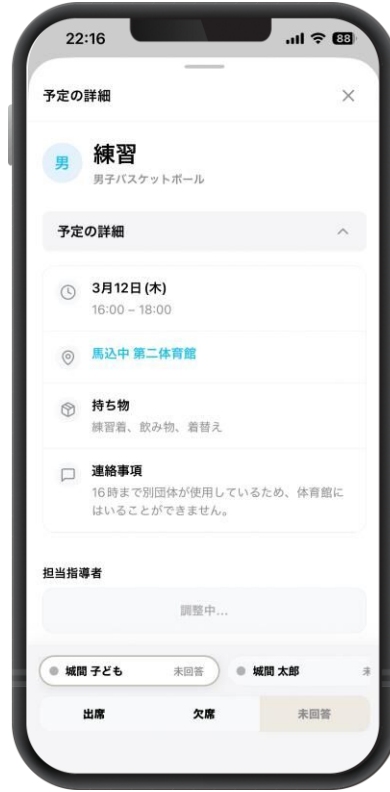 22:16
88
予定の詳細
男
練習
男子バスケットボール
予定の詳細
3月12日(木)
16:00 – 18:00
馬込中 第二体育館
持ち物
練習着、飲み物、着替え
連絡事項
16時まで別団体が使用しているため、体育館に
はいることができません。
担当指導者
調整中...
城間 子ども 未回答 城間 太郎 未
出席 欠席 未回答